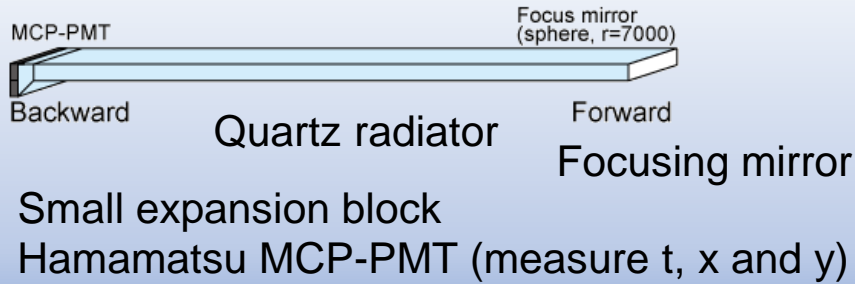 MCP-PMT
Focus mirror
(sphere, r=7000)
Backward
Forward
Quartz radiator
Focusing mirror
Small expansion block
Hamamatsu MCP-PMT (measure t, x and y)